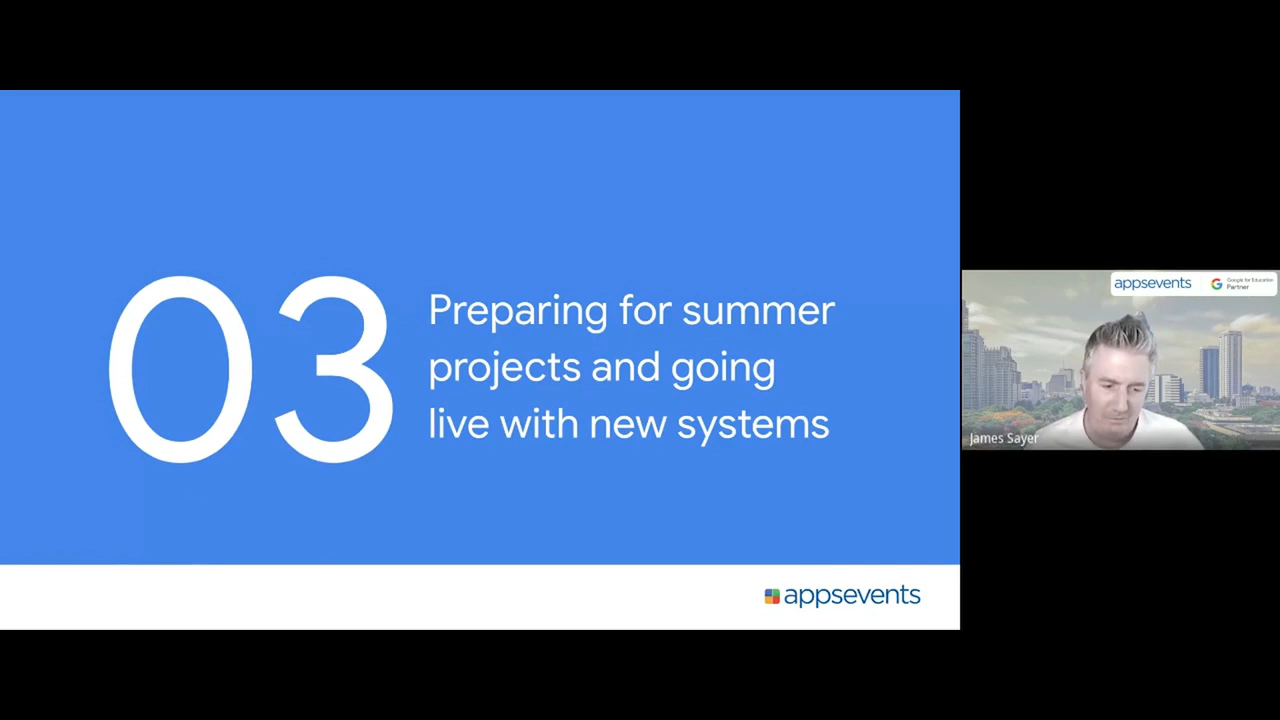 03
Preparing for summer
projects and going
live with new systems
appsevents
appsevents
Google for Education
Partner
James Sayer